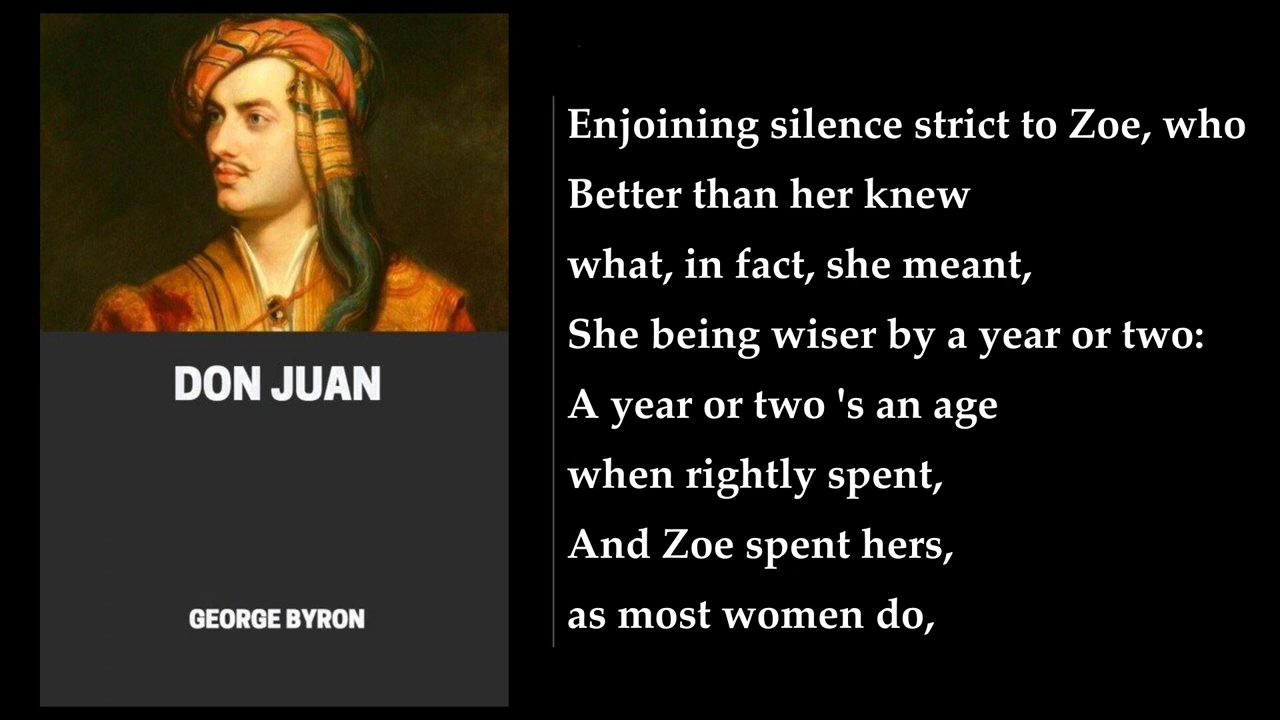 DON JUAN
GEORGE BYRON
Enjoining silence strict to Zoe, who
Better than her knew
what, in fact, she meant,
She being wiser by a year or two:
A year or two 's an age
when rightly spent,
And Zoe spent hers,
as most women do,